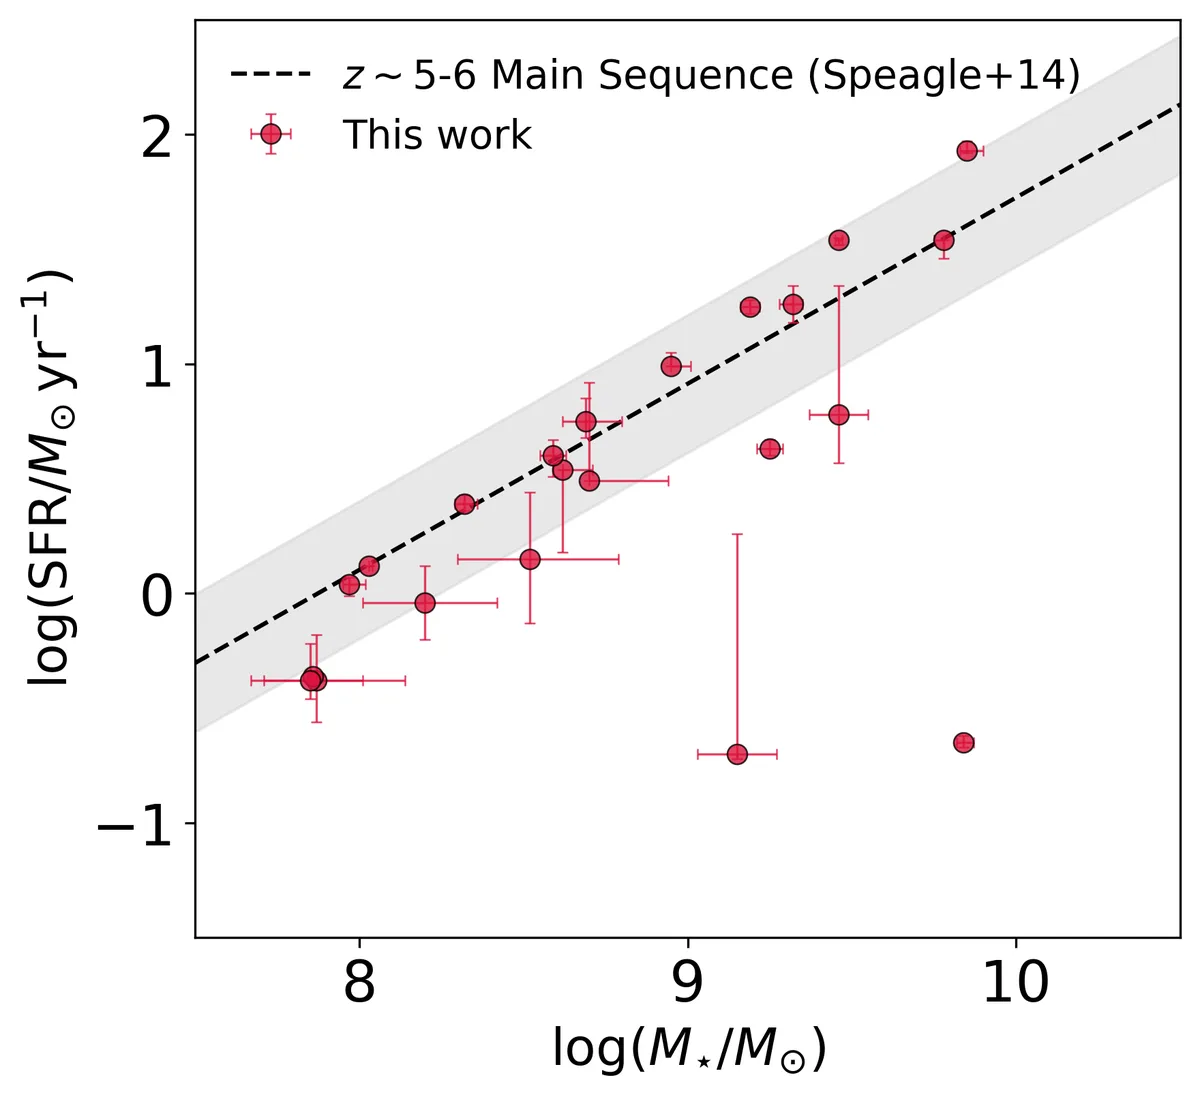 z ~ 5-6 Main Sequence (Speagle+14)
This work
log(SFR/M⊙ yr⁻¹)
2
1
0
−1
8
9
10
log(M⋆/M⊙)